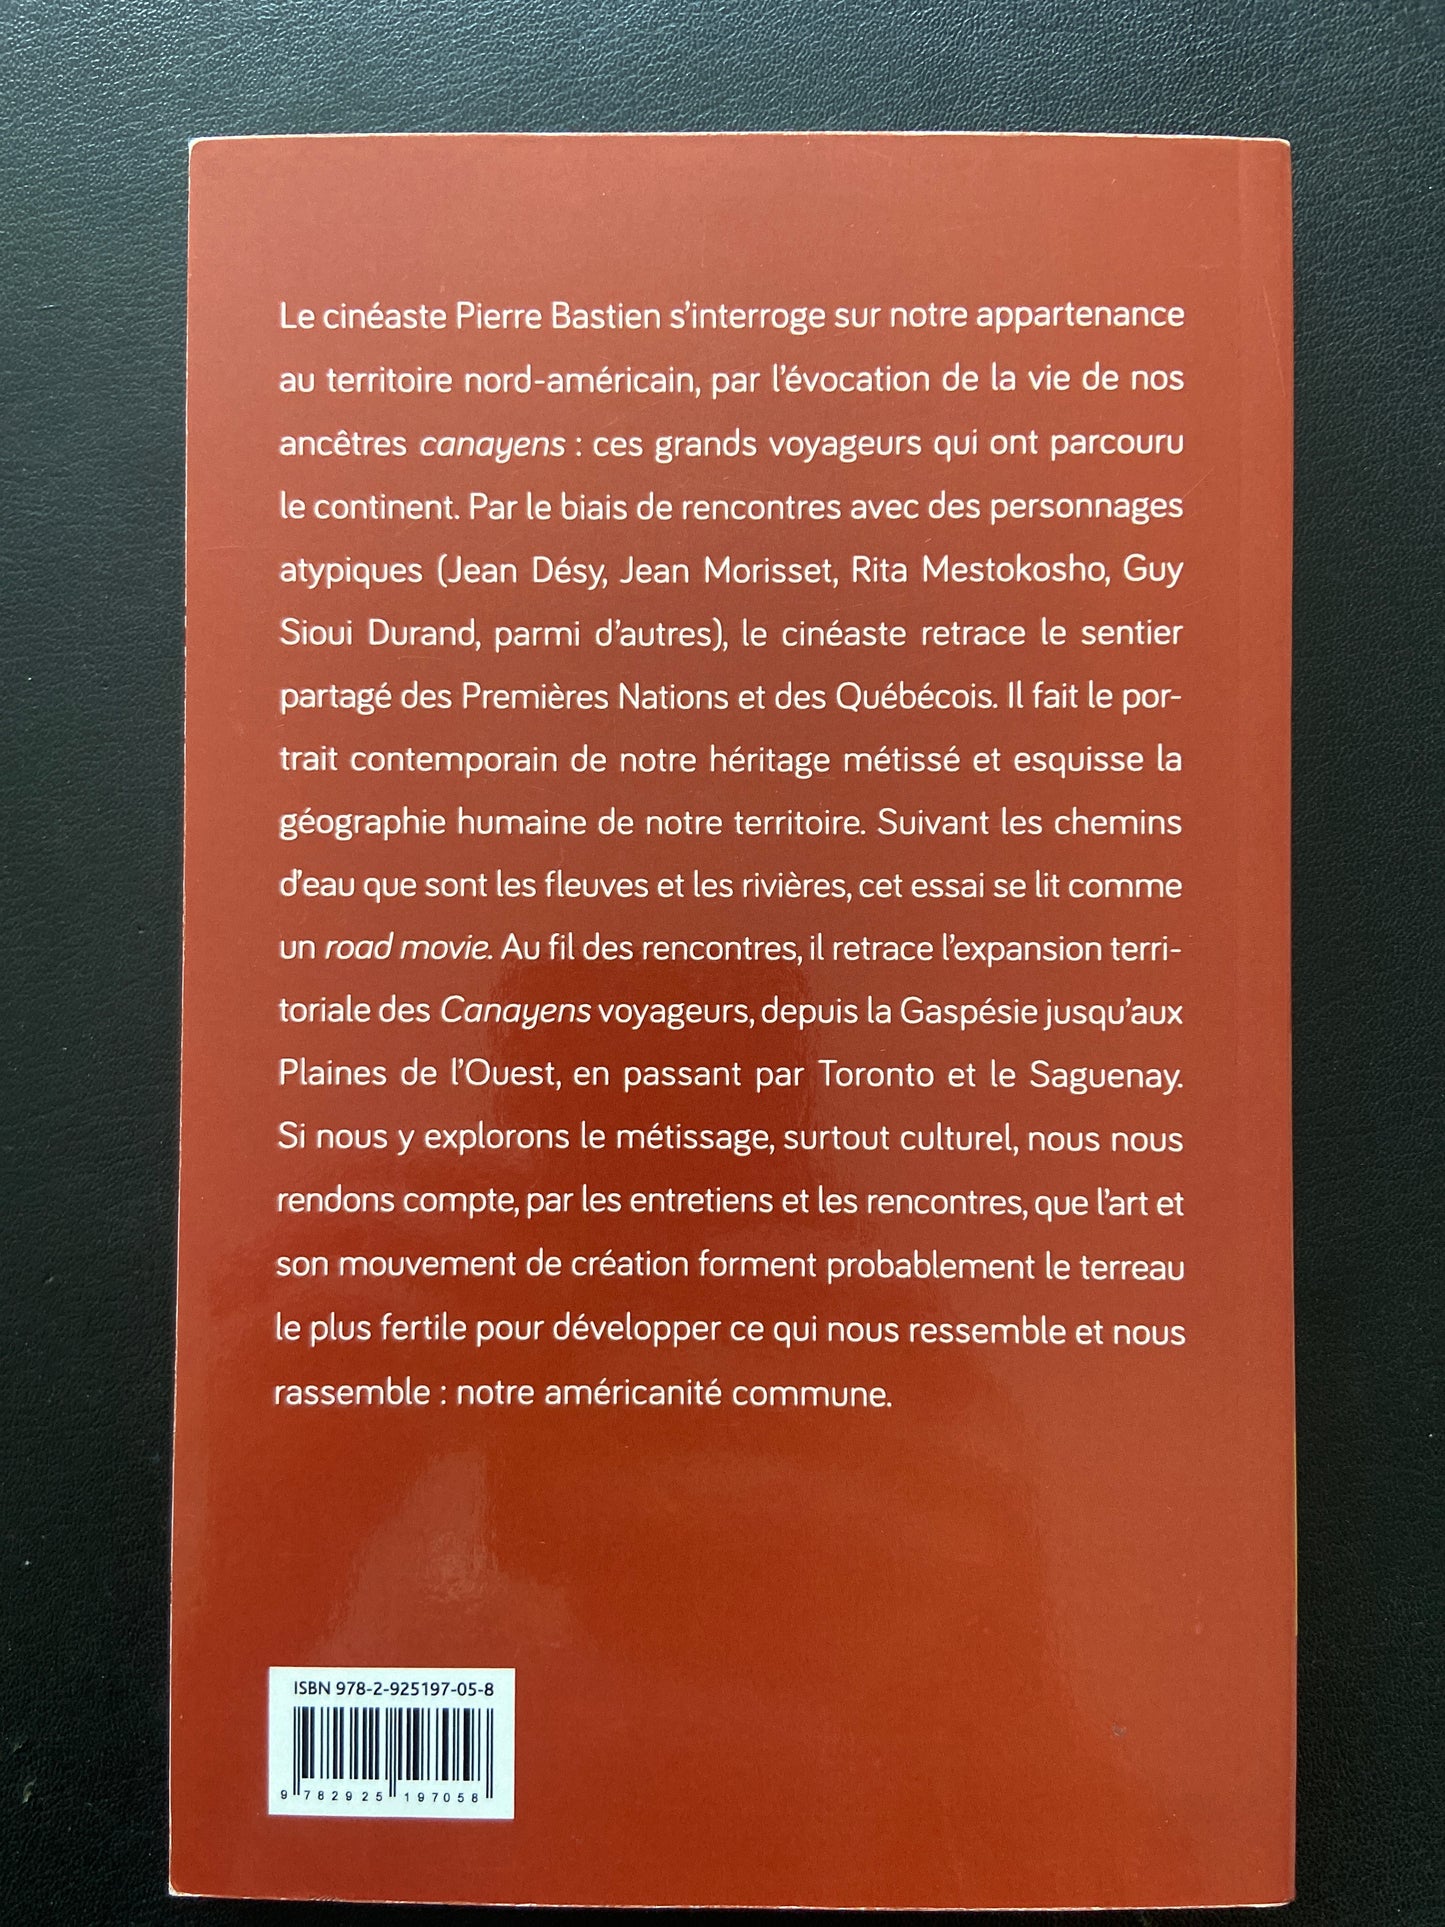 Le cinéaste Pierre Bastien s'interroge sur notre appartenance
au territoire nord-américain, par l'évocation de la vie de nos
ancêtres canayens : ces grands voyageurs qui ont parcouru
le continent. Par le biais de rencontres avec des personnages
atypiques (Jean Désy, Jean Morisset, Rita Mestokosho, Guy
Sioui Durand, parmi d'autres), le cinéaste retrace le sentier
partagé des Premières Nations et des Québécois. Il fait le por-
trait contemporain de notre héritage métissé et esquisse la
géographie humaine de notre territoire. Suivant les chemins
d'eau que sont les fleuves et les rivières, cet essai se lit comme
un road movie. Au fil des rencontres, il retrace l'expansion terri-
toriale des Canayens voyageurs, depuis la Gaspésie jusqu'aux
Plaines de l'Ouest, en passant par Toronto et le Saguenay.
Si nous y explorons le métissage, surtout culturel, nous nous
rendons compte, par les entretiens et les rencontres, que l'art et
son mouvement de création forment probablement le terreau
le plus fertile pour développer ce qui nous ressemble et nous
rassemble : notre américanité commune.
ISBN 978-2-925197-05-8
9 782925 197058